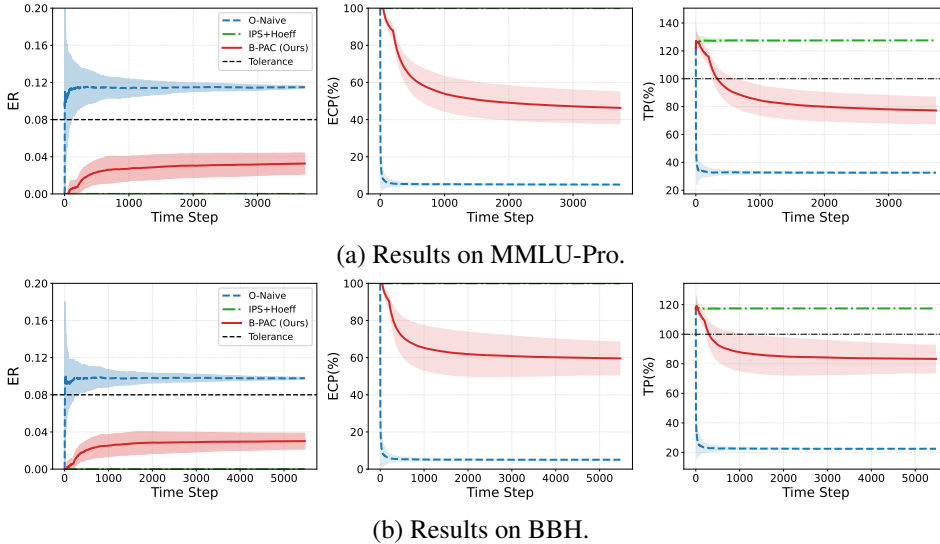 0.20
0.16
0.12
0.08
0.04
0.00
ER
O-Naive
IPS+Hoeff
B-PAC (Ours)
Tolerance
0 1000 2000 3000
Time Step
100
80
60
40
20
0
ECP(%)
0 1000 2000 3000
Time Step
140
120
100
80
60
40
20
TP(%)
0 1000 2000 3000
Time Step
(a) Results on MMLU-Pro.
0.20
0.16
0.12
0.08
0.04
0.00
ER
O-Naive
IPS+Hoeff
B-PAC (Ours)
Tolerance
0 1000 2000 3000 4000 5000
Time Step
100
80
60
40
20
0
ECP(%)
0 1000 2000 3000 4000 5000
Time Step
120
100
80
60
40
20
TP(%)
0 1000 2000 3000 4000 5000
Time Step
(b) Results on BBH.